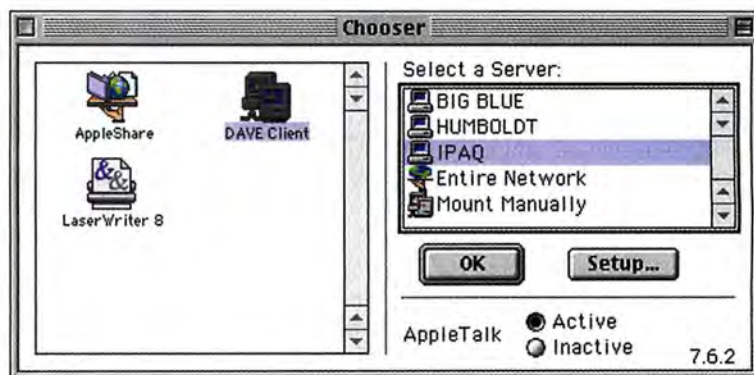 Chooser
AppleShare
DAVE Client
LaserWriter 8
Select a Server:
BIG BLUE
HUMBOLDT
IPAQ
Entire Network
Mount Manually
OK
Setup...
AppleTalk
Active
Inactive
7.6.2